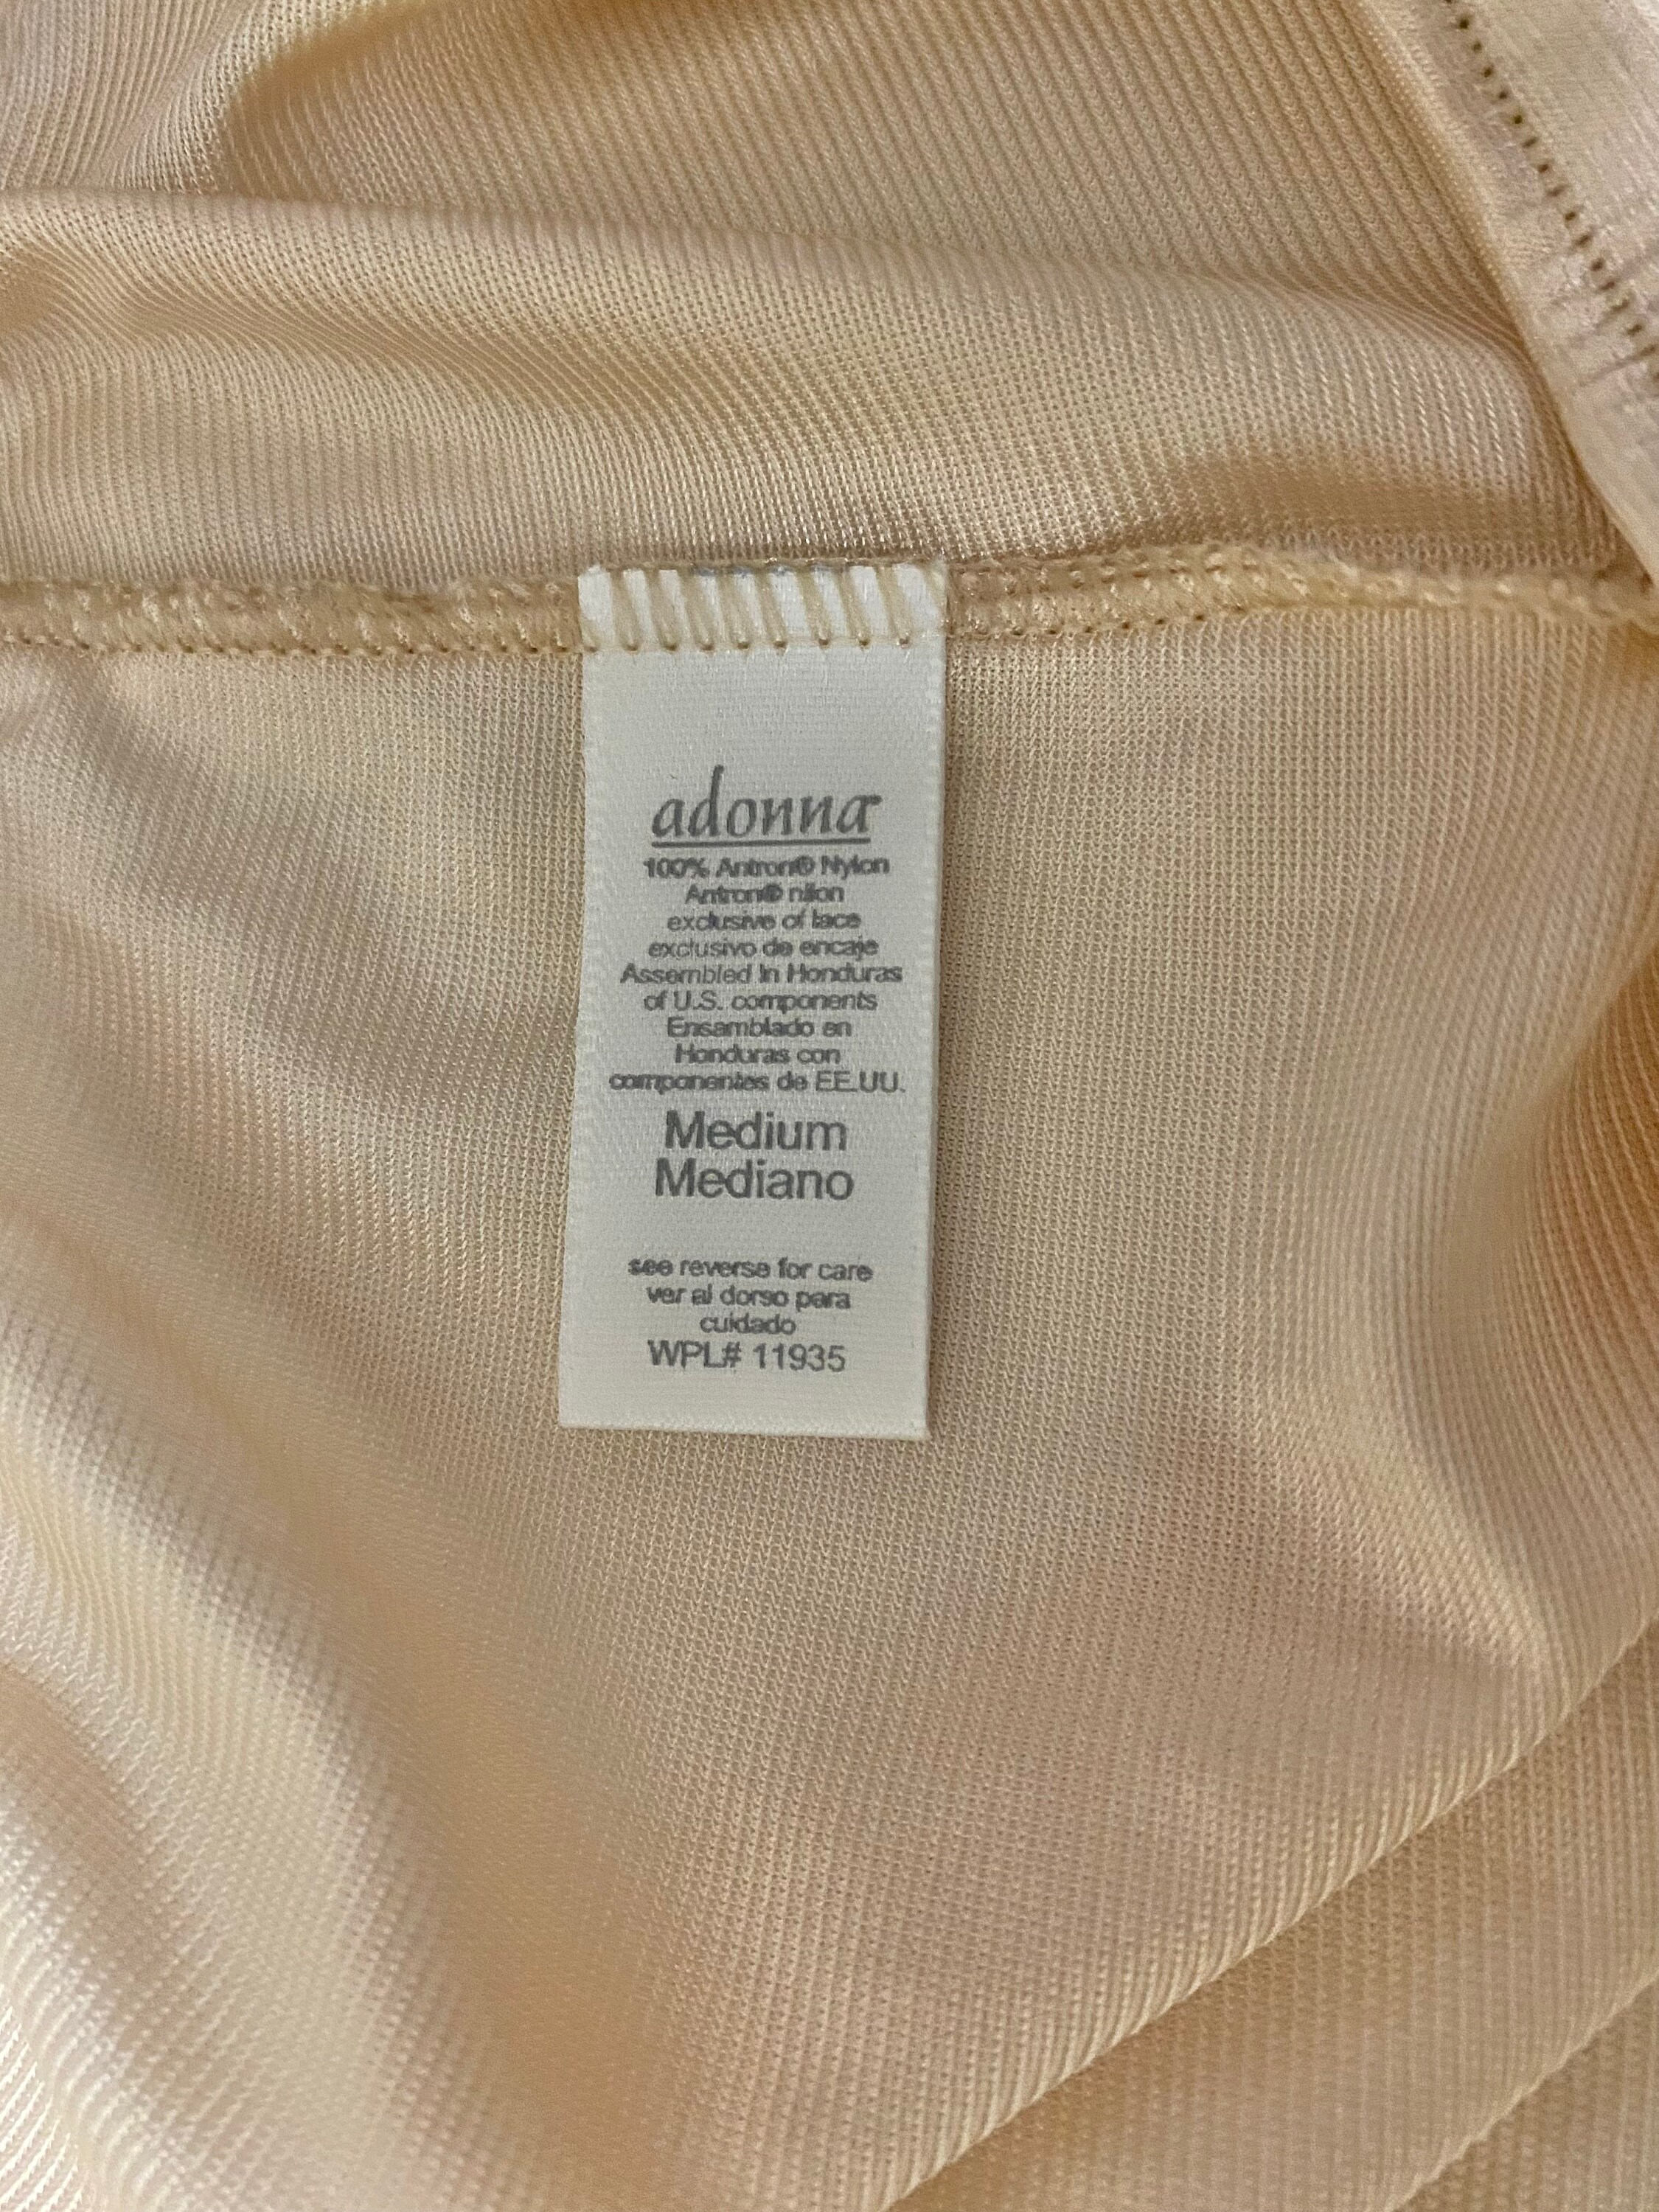 adonna
100% Antron® Nylon
Antron® nilon
exclusive of lace
exclusivo de encaje
Assembled in Honduras
of U.S. components
Ensamblado en
Honduras con
componentes de EE.UU.
Medium
Mediano
see reverse for care
ver al dorso para
cuidado
WPL# 11935